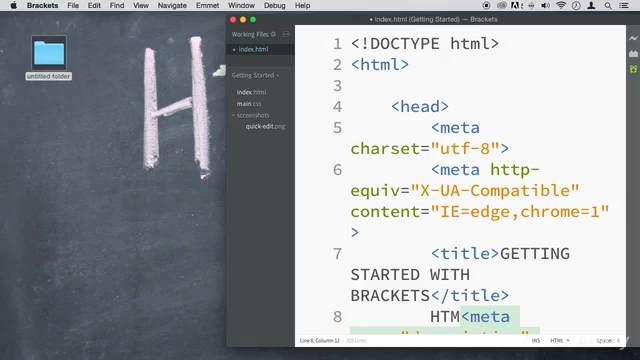 Brackets File Edit Find View Navigate Emmet Window Debug Help
• index.html (Getting Started) — Brackets
untitled folder
H
Working Files
• index.html
Getting Started
index.html
main.css
screenshots
quick-edit.png
1 <!DOCTYPE html>
2 <html>
3
4 <head>
5 <meta
charset="utf-8">
6 <meta http-
equiv="X-UA-Compatible"
content="IE=edge,chrome=1"
>
7 <title>GETTING
STARTED WITH
BRACKETS</title>
8 HTM<meta
Line 8, Column 12
INS
HTML
Spaces: 4